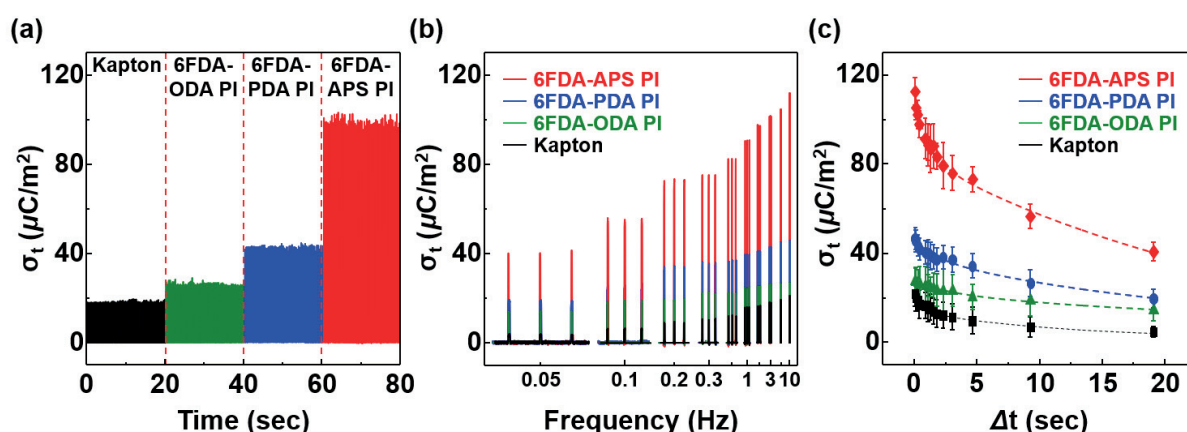 (a)
Kapton
6FDA-
ODA PI
6FDA-
PDA PI
6FDA-
APS PI
120
80
40
0
σt (μC/m²)
0 20 40 60 80
Time (sec)
(b)
6FDA-APS PI
6FDA-PDA PI
6FDA-ODA PI
Kapton
120
80
40
0
σt (μC/m²)
0.05 0.1 0.2 0.3 1 3 10
Frequency (Hz)
(c)
6FDA-APS PI
6FDA-PDA PI
6FDA-ODA PI
Kapton
120
80
40
0
σt (μC/m²)
0 5 10 15 20
Δt (sec)